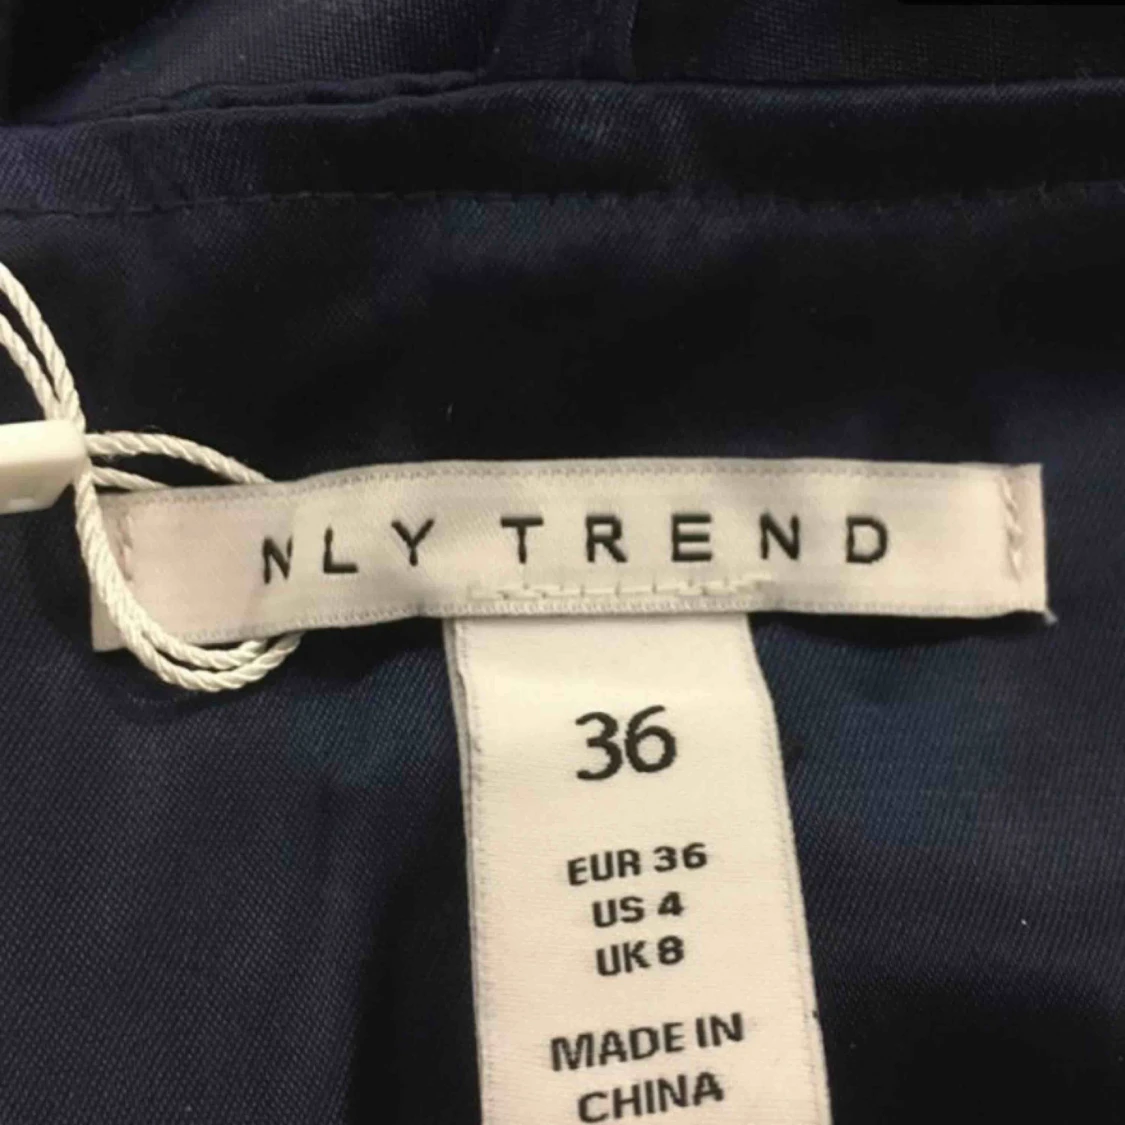 NLY TREND
36
EUR 36
US 4
UK 8
MADE IN
CHINA